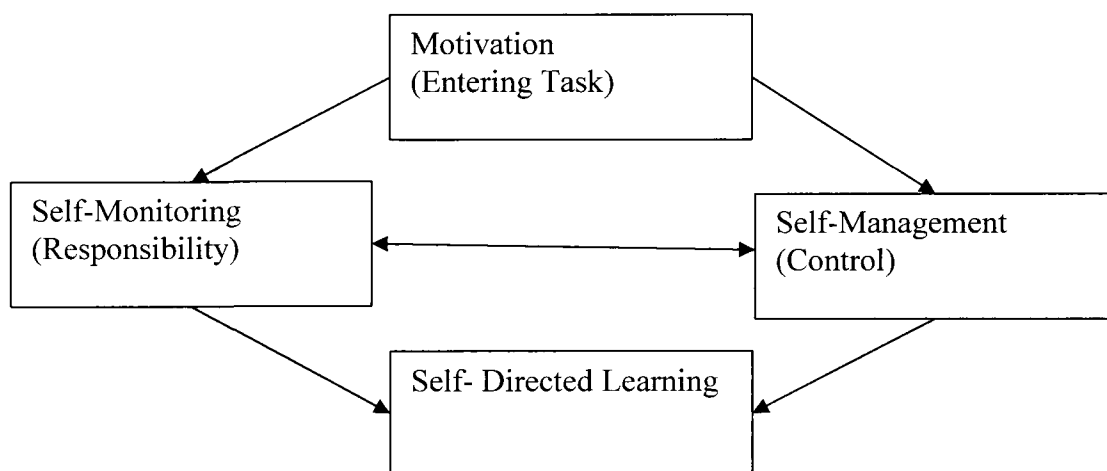 Motivation
(Entering Task)
Self-Monitoring
(Responsibility)
Self-Management
(Control)
Self- Directed Learning